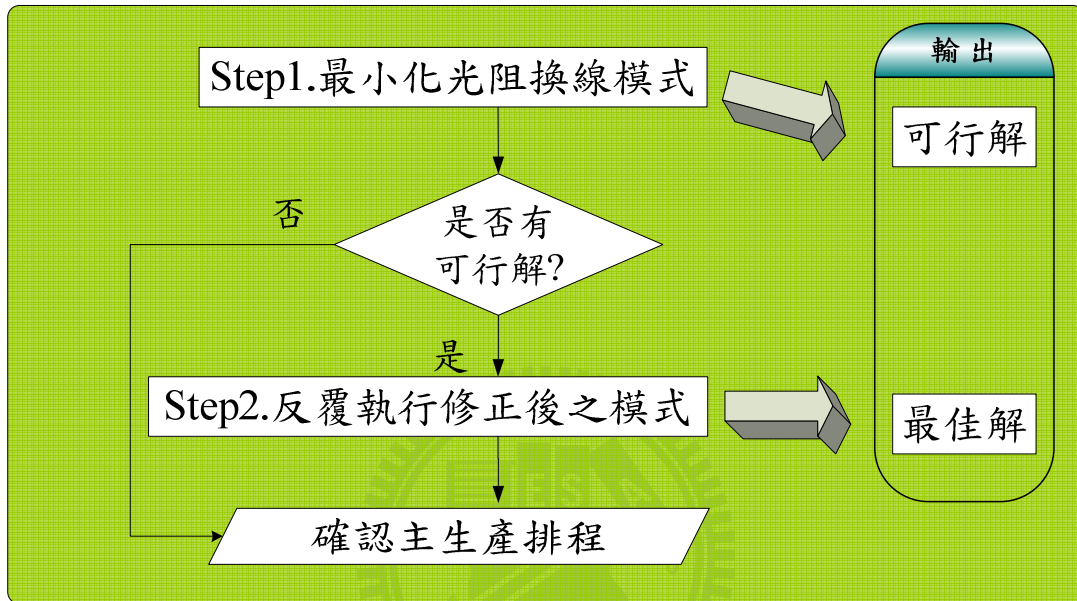 Step1.最小化光阻換線模式
輸出
可行解
否
是否有
可行解?
是
Step2.反覆執行修正後之模式
最佳解
ESA
確認主生產排程